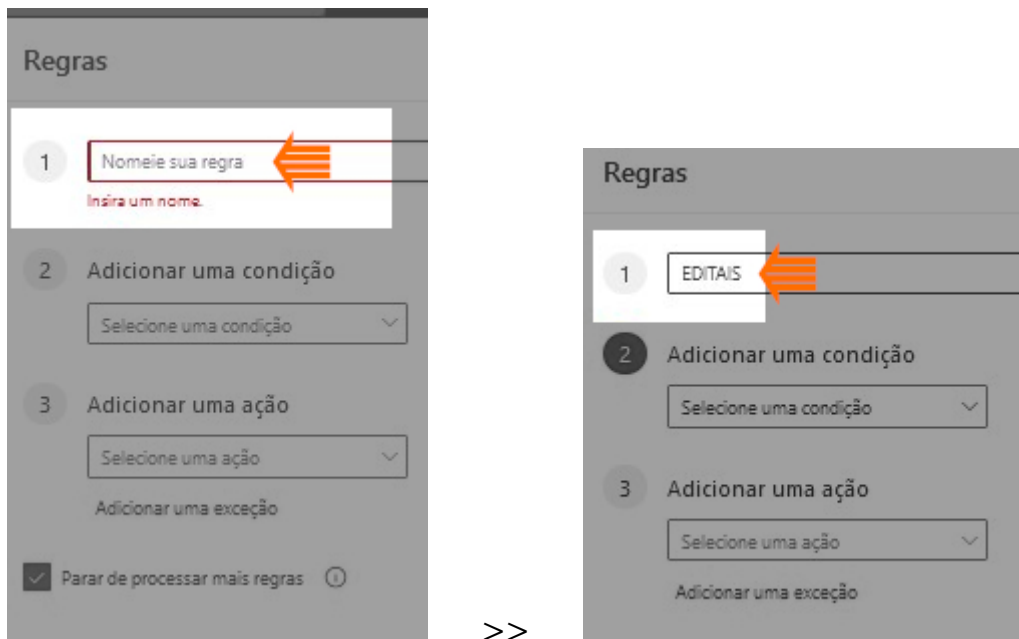 Regras
1
Nomeie sua regra
Insira um nome.
2
Adicionar uma condição
Selecione uma condição
3
Adicionar uma ação
Selecione uma ação
Adicionar uma exceção
Parar de processar mais regras
>>
Regras
1
EDITAIS
2
Adicionar uma condição
Selecione uma condição
3
Adicionar uma ação
Selecione uma ação
Adicionar uma exceção